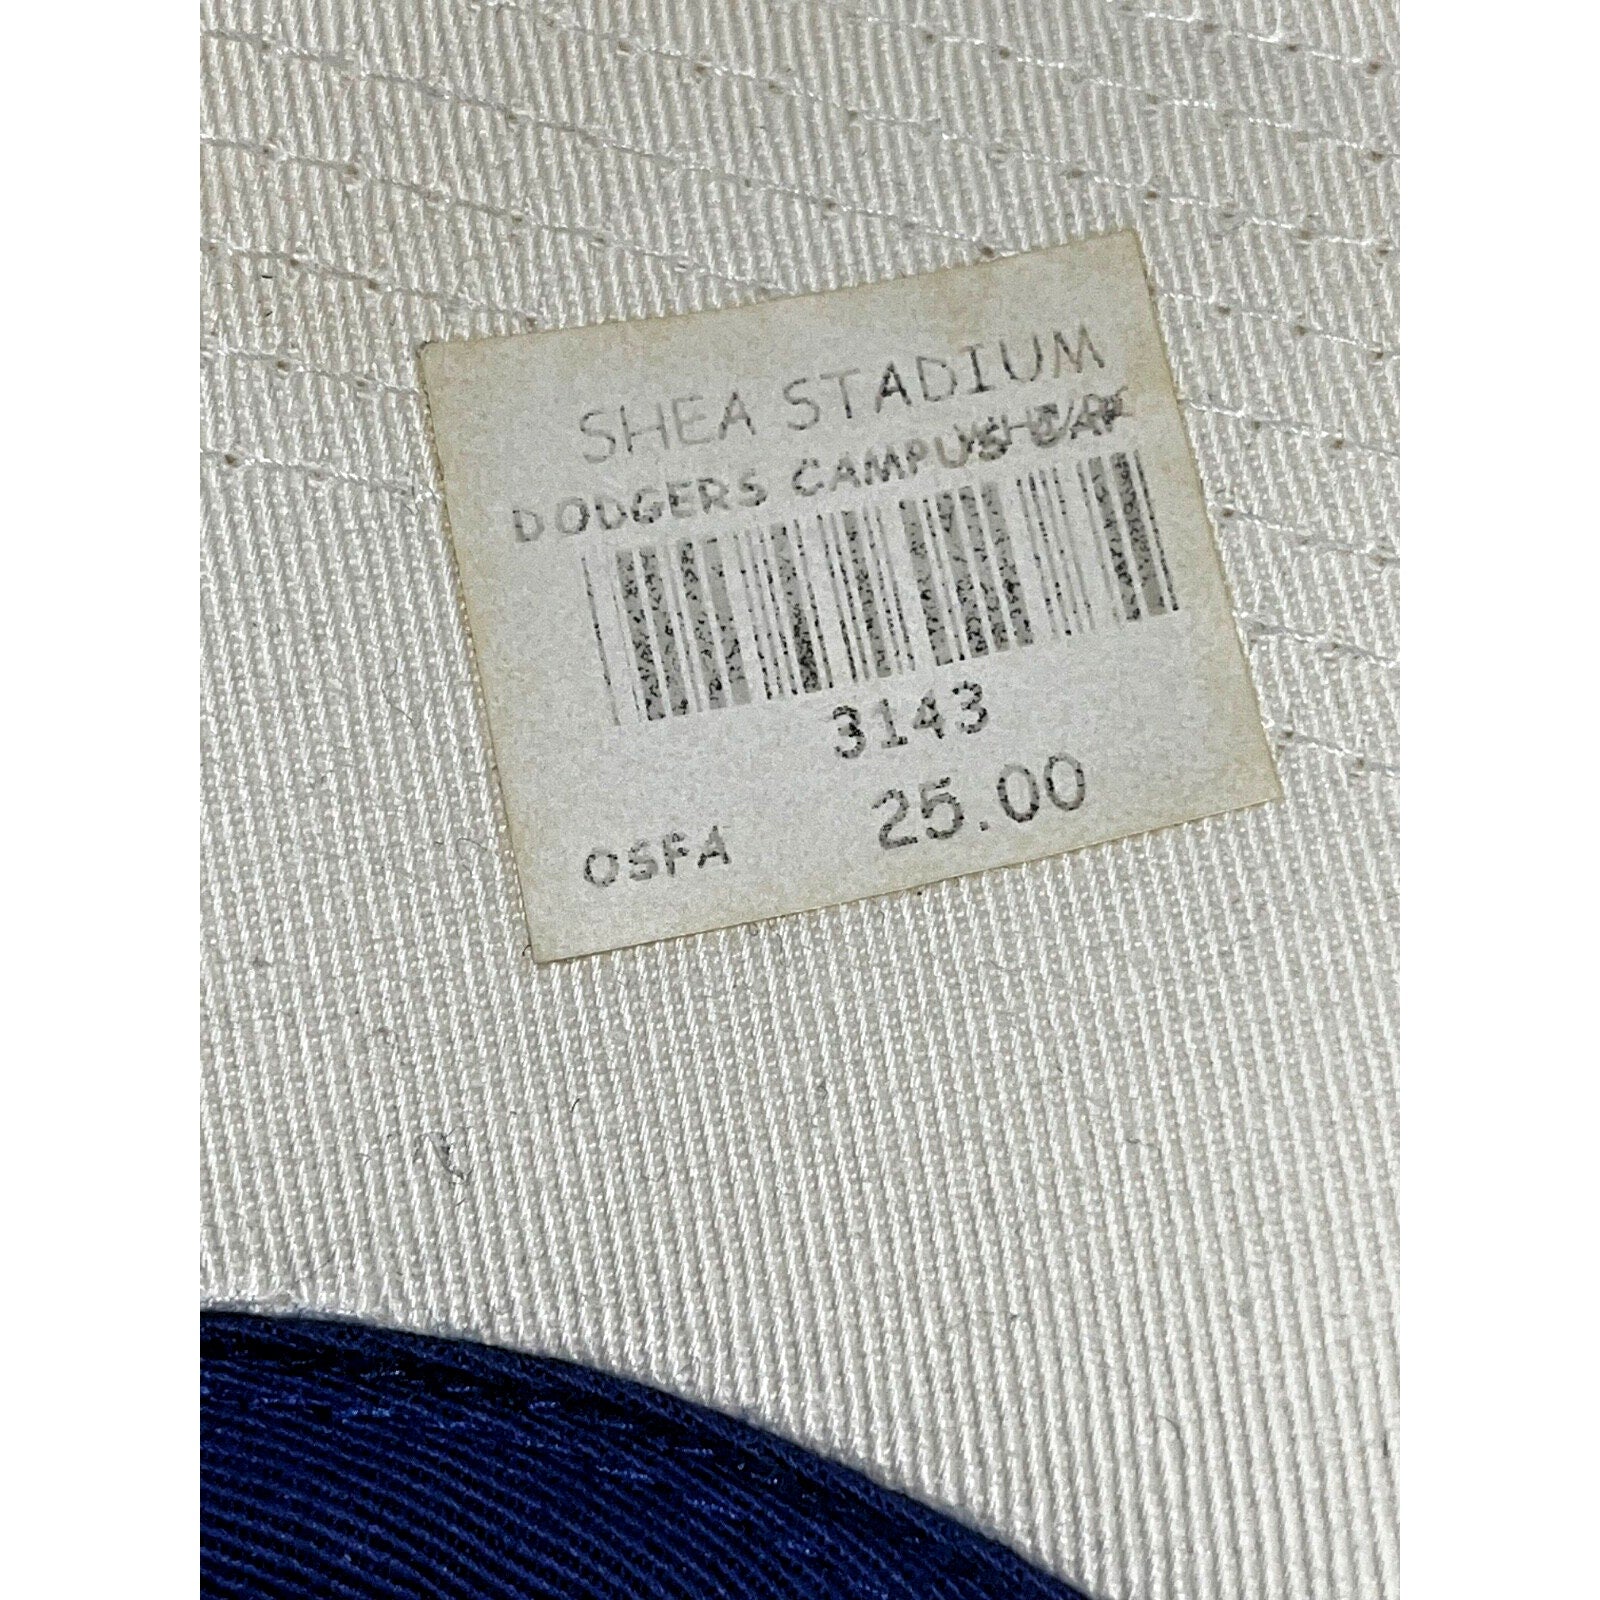 SHEA STADIUM
DODGERS CAMPUS CAP
3143
25.00
OSFA